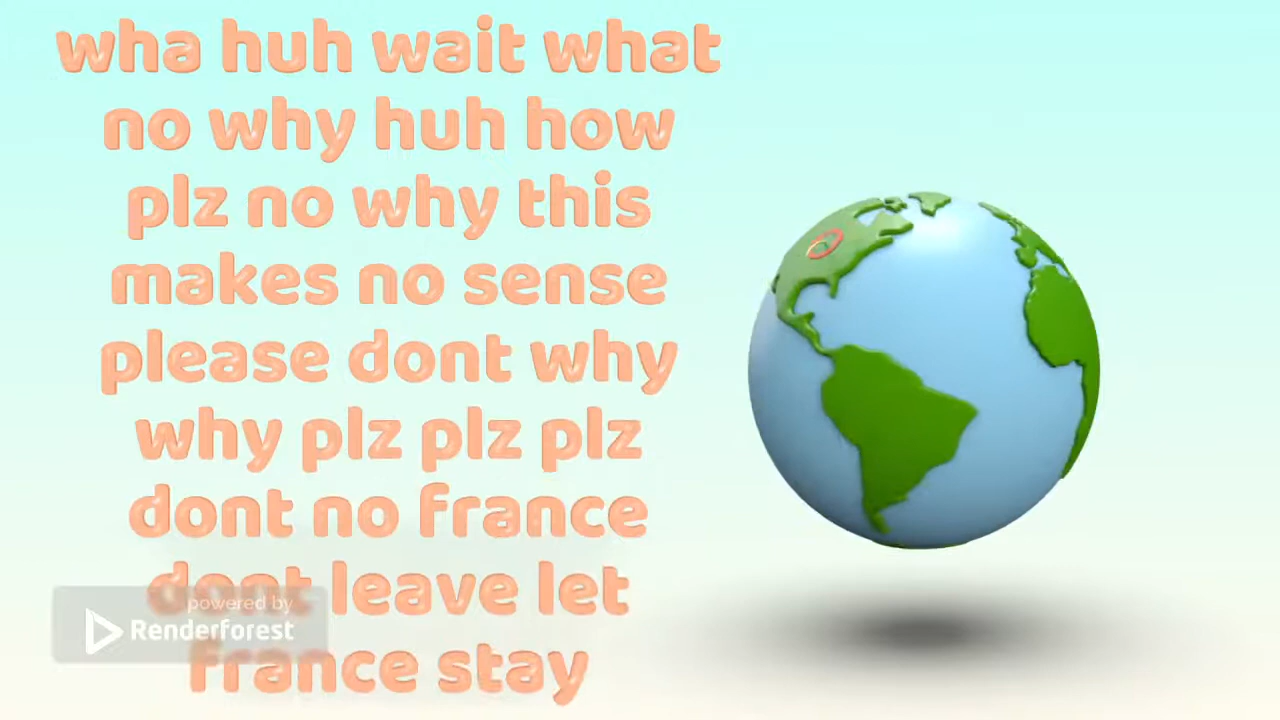 wha huh wait what
no why huh how
plz no why this
makes no sense
please dont why
why plz plz plz
dont no france
dont leave let
france stay
powered by
Renderforest